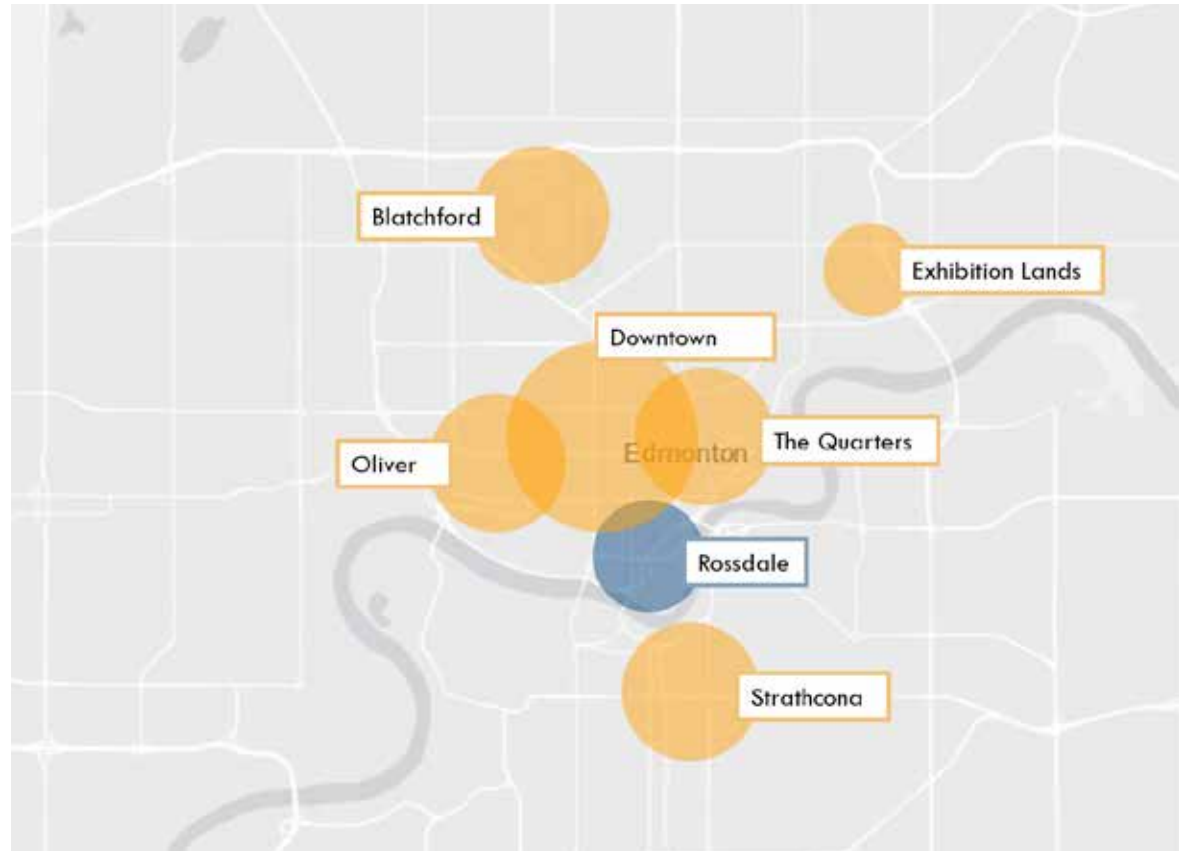 Blatchford
Exhibition Lands
Downtown
The Quarters
Edmonton
Oliver
Rossdale
Strathcona